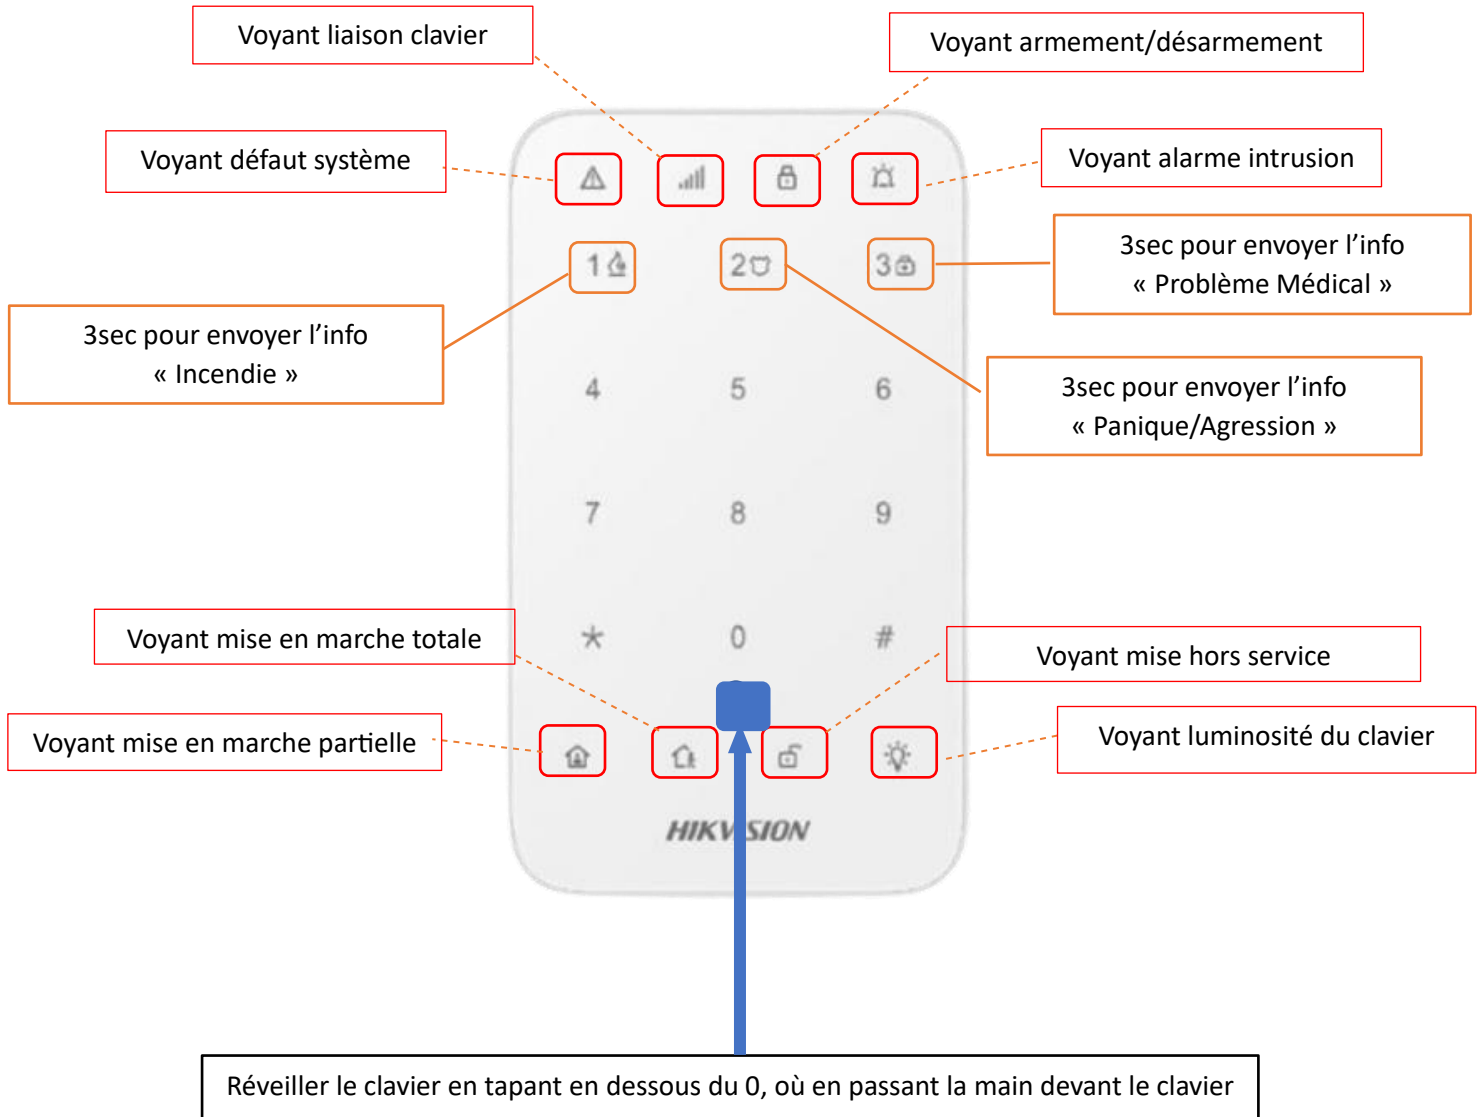 Voyant liaison clavier
Voyant armement/désarmement
Voyant défaut système
Voyant alarme intrusion
1 2 3
3sec pour envoyer l’info
« Problème Médical »
3sec pour envoyer l’info
« Incendie »
4 5 6
3sec pour envoyer l’info
« Panique/Agression »
7 8 9
Voyant mise en marche totale
* 0 #
Voyant mise hors service
Voyant mise en marche partielle
Voyant luminosité du clavier
HIKVISION
Réveiller le clavier en tapant en dessous du 0, où en passant la main devant le clavier